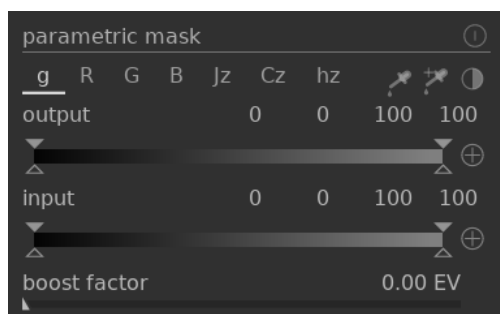 parametric mask
g R G B Jz Cz hz
output 0 0 100 100
input 0 0 100 100
boost factor 0.00 EV